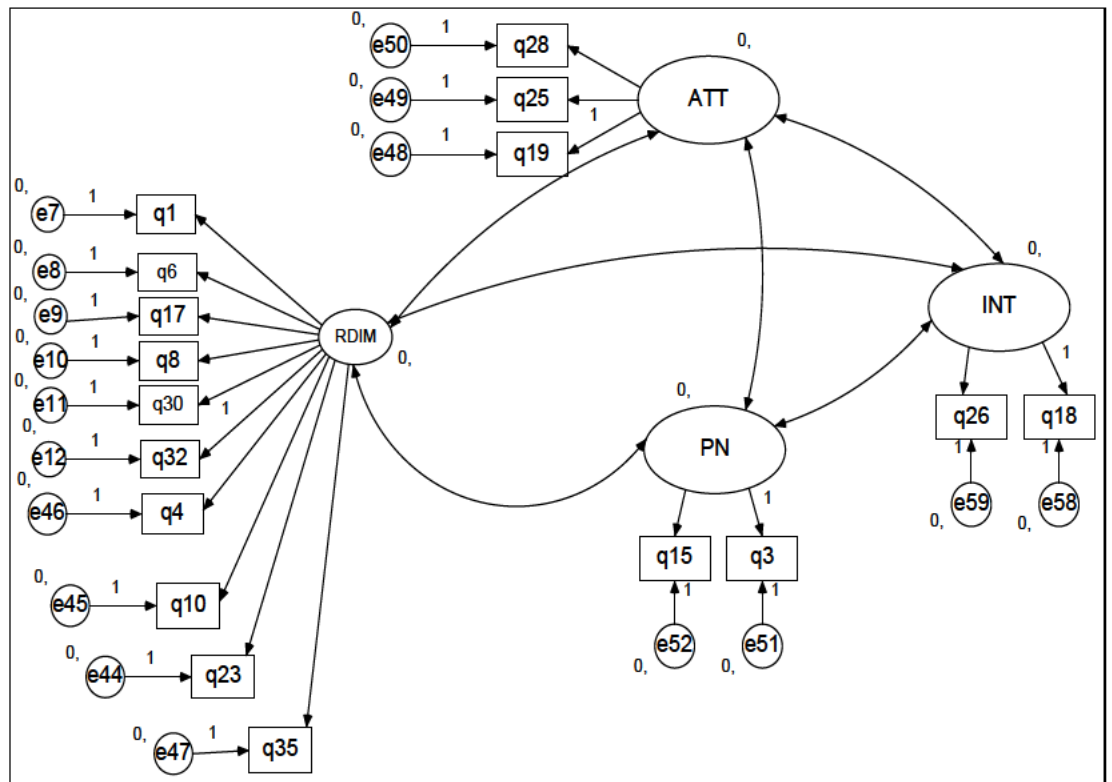 0, e50 1 q28
0, ATT
0, e49 1 q25
1
0, e48 1 q19
0, e7 1 q1
0, e8 1 q6
0, e9 1 q17
0, e10 1 q8
0, e11 1 q30
1
0, e12 1 q32
0, e46 1 q4
RDIM
0,
0, INT
1
q26 q18
1 1
0, e59 0, e58
0, PN
1
q15 q3
1 1
0, e52 0, e51
0, e45 1 q10
0, e44 1 q23
0, e47 1 q35